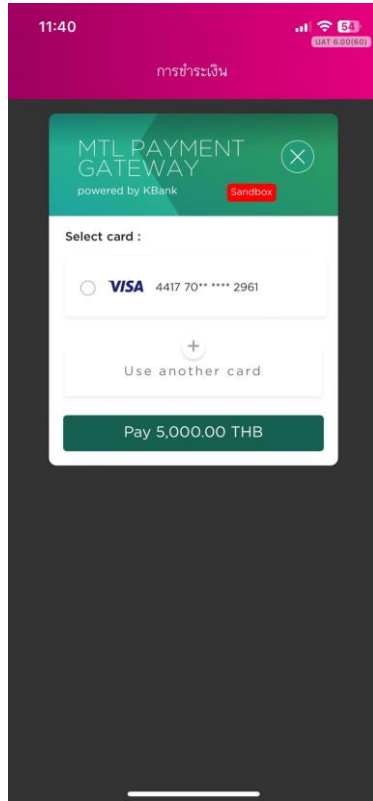 11:40
54
UAT 6.00(60)
การชำระเงิน
MTL PAYMENT
GATEWAY
powered by KBank
Sandbox
Select card :
VISA 4417 70** **** 2961
+
Use another card
Pay 5,000.00 THB